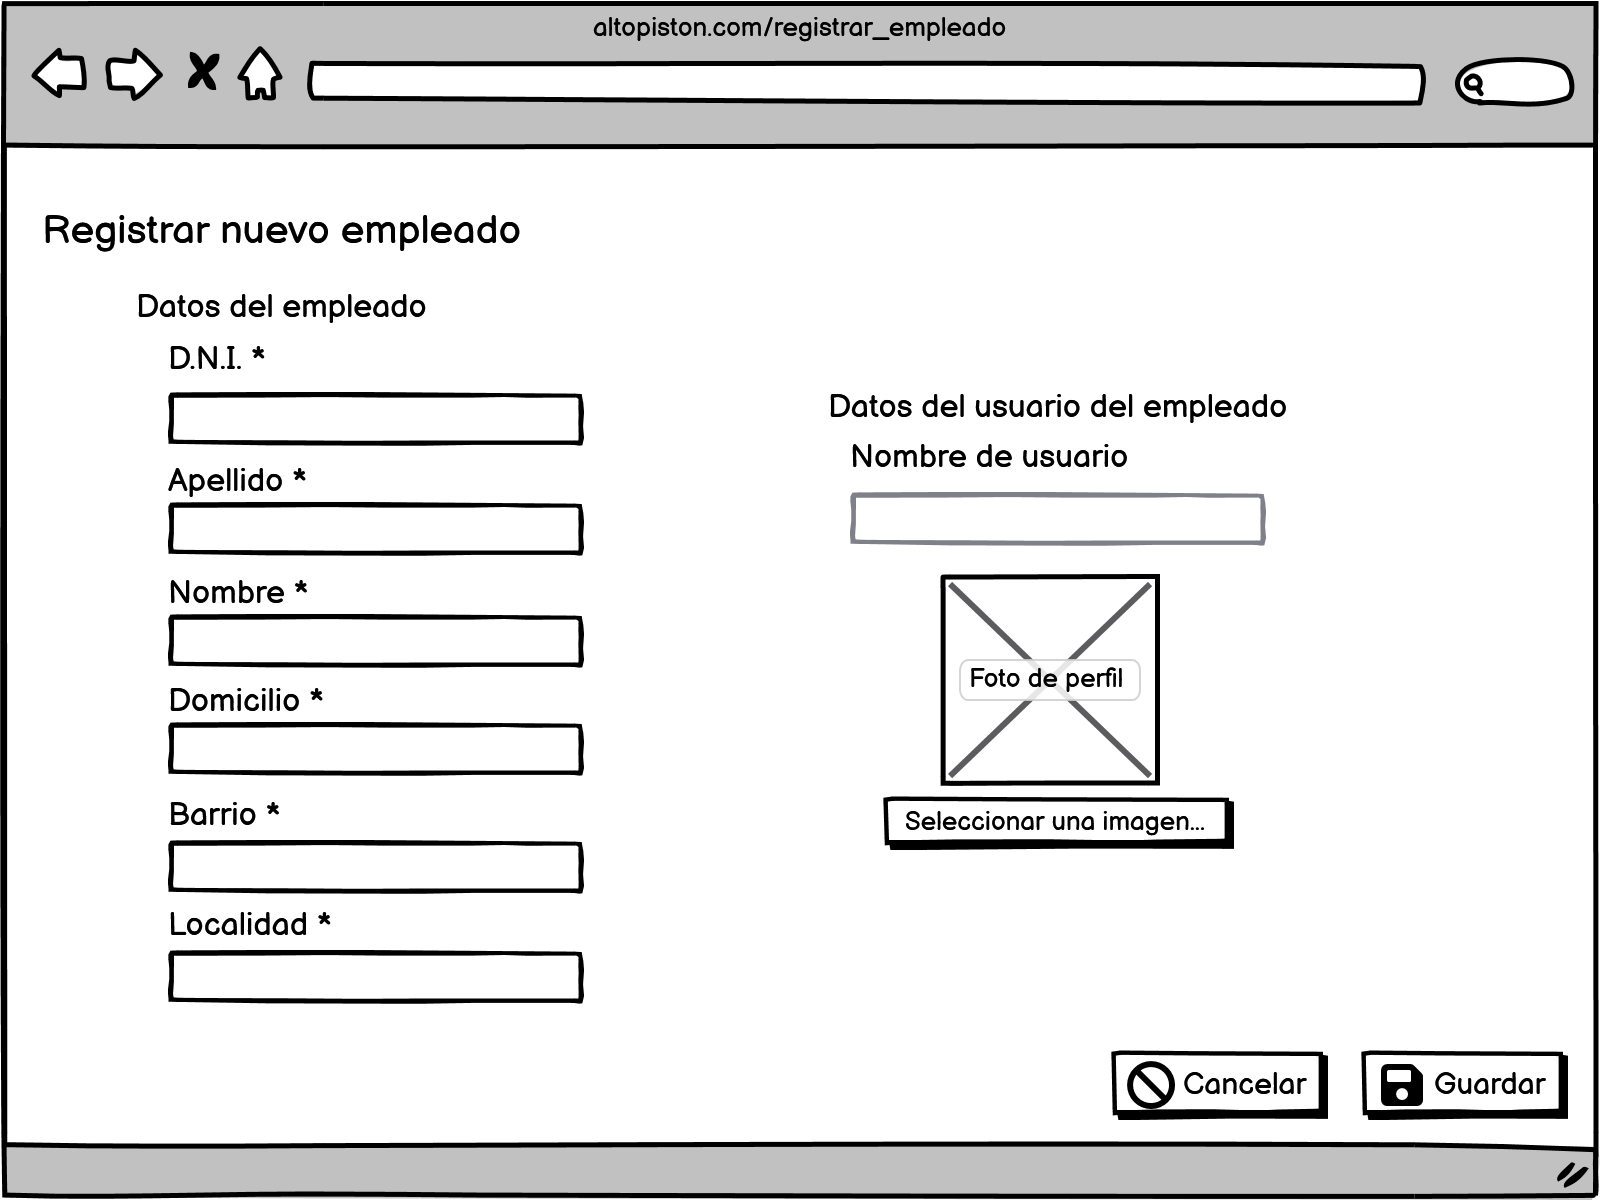 altopiston.com/registrar_empleado
Registrar nuevo empleado
Datos del empleado
D.N.I. *
Apellido *
Nombre *
Domicilio *
Barrio *
Localidad *
Datos del usuario del empleado
Nombre de usuario
Foto de perfil
Seleccionar una imagen...
Cancelar
Guardar